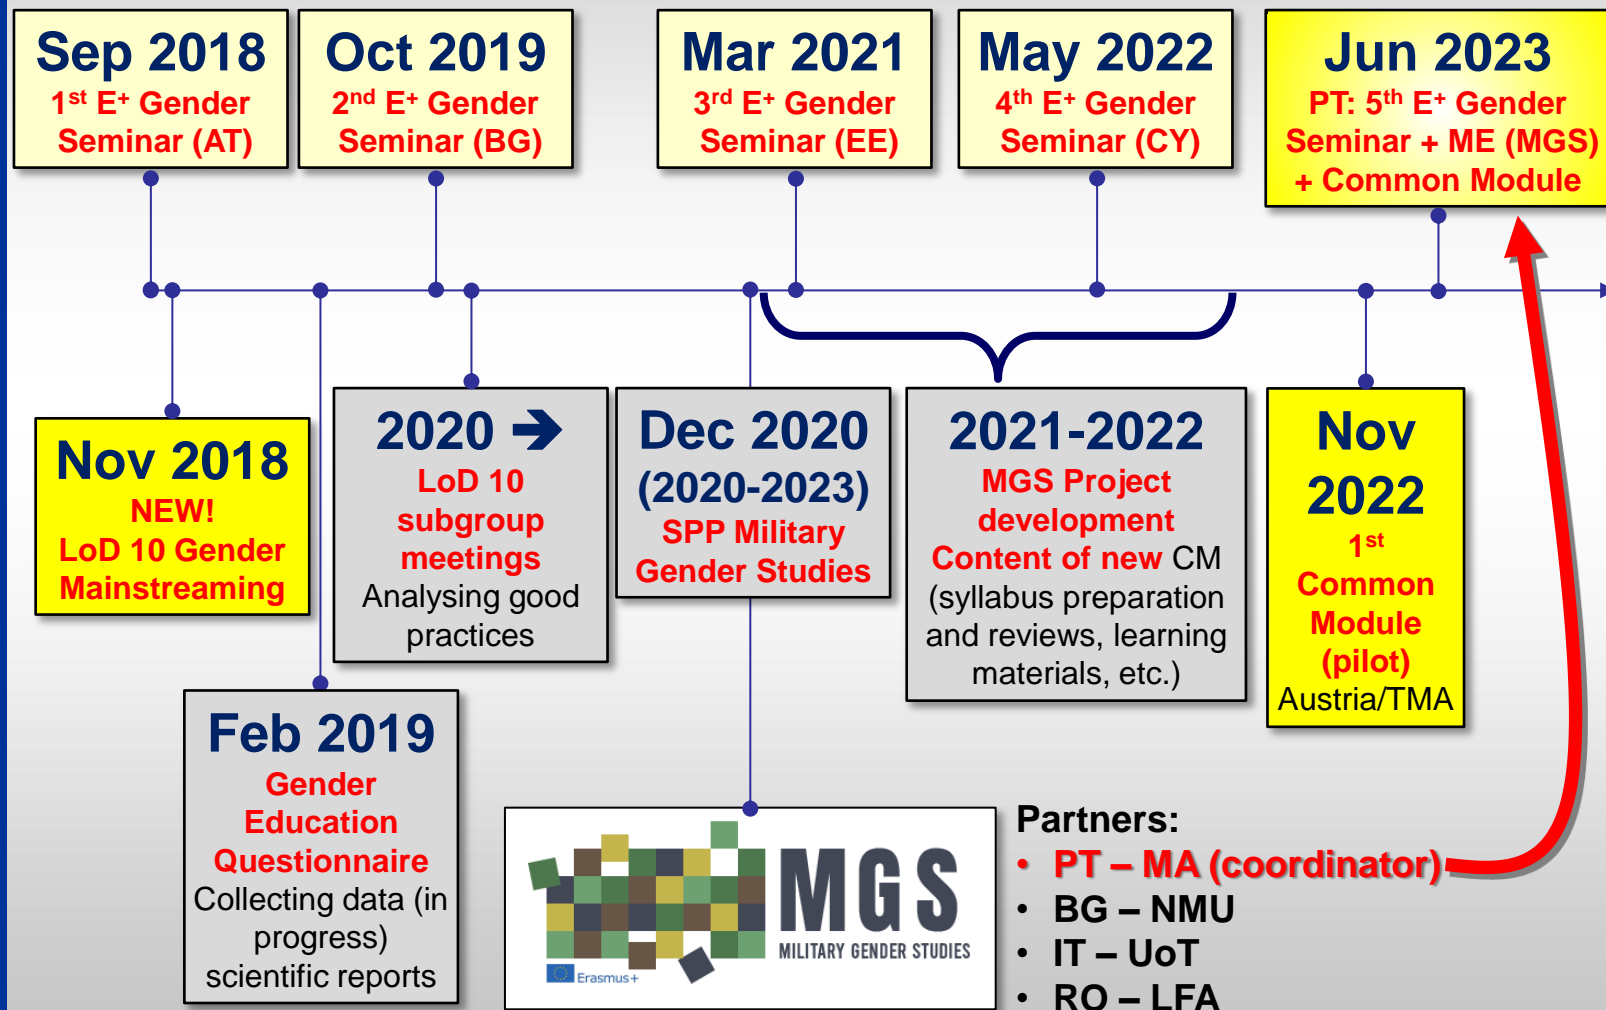 Sep 2018
1st E+ Gender
Seminar (AT)
Oct 2019
2nd E+ Gender
Seminar (BG)
Mar 2021
3rd E+ Gender
Seminar (EE)
May 2022
4th E+ Gender
Seminar (CY)
Jun 2023
PT: 5th E+ Gender
Seminar + ME (MGS)
+ Common Module
Nov 2018
NEW!
LoD 10 Gender
Mainstreaming
Feb 2019
Gender
Education
Questionnaire
Collecting data (in
progress)
scientific reports
2020 ➔
LoD 10
subgroup
meetings
Analysing good
practices
Dec 2020
(2020-2023)
SPP Military
Gender Studies
2021-2022
MGS Project
development
Content of new CM
(syllabus preparation
and reviews, learning
materials, etc.)
Nov
2022
1st
Common
Module
(pilot)
Austria/TMA
MGS
MILITARY GENDER STUDIES
Erasmus+
Partners:
• PT – MA (coordinator)
• BG – NMU
• IT – UoT
• RO – LFA